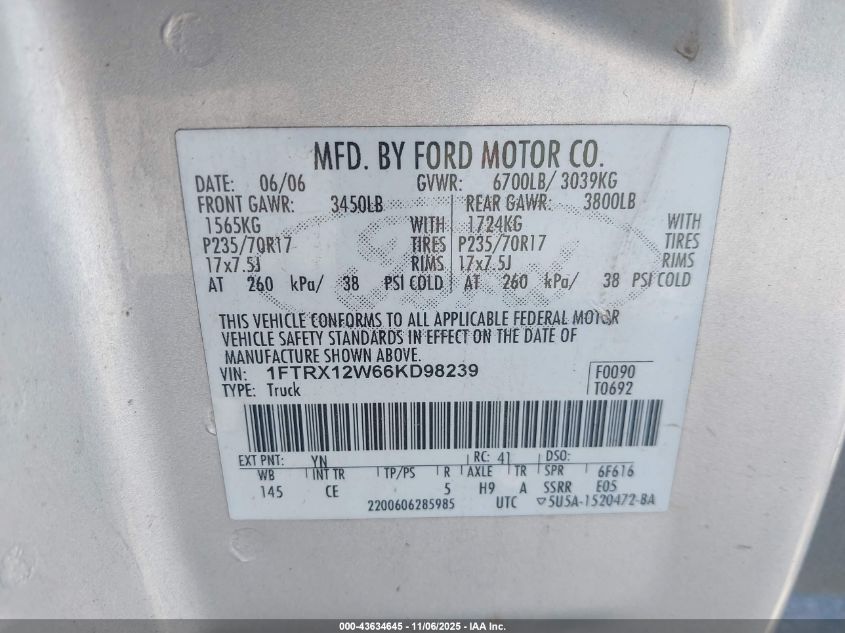 MFD. BY FORD MOTOR CO.
DATE: 06/06 GVWR: 6700LB/ 3039KG
FRONT GAWR: 3450LB REAR GAWR: 3800LB
1565KG WITH 1724KG WITH
P235/70R17 TIRES P235/70R17 TIRES
17x7.5J RIMS 17x7.5J RIMS
AT 260 kPa/ 38 PSI COLD AT 260 kPa/ 38 PSI COLD
THIS VEHICLE CONFORMS TO ALL APPLICABLE FEDERAL MOTOR
VEHICLE SAFETY STANDARDS IN EFFECT ON THE DATE OF
MANUFACTURE SHOWN ABOVE.
VIN: 1FTRX12W66KD98239 F0090
TYPE: Truck T0692
EXT PNT: YN RC: 41 DSO:
WB INT TR TP/PS R AXLE TR SPR 6F616
145 CE 5 H9 A SSRR E05
2200606285985 UTC ▽5U5A-1520472-BA
000-43634645 - 11/06/2025 - IAA Inc.